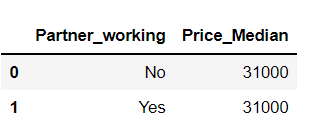 Partner_working Price_Median
0 No 31000
1 Yes 31000